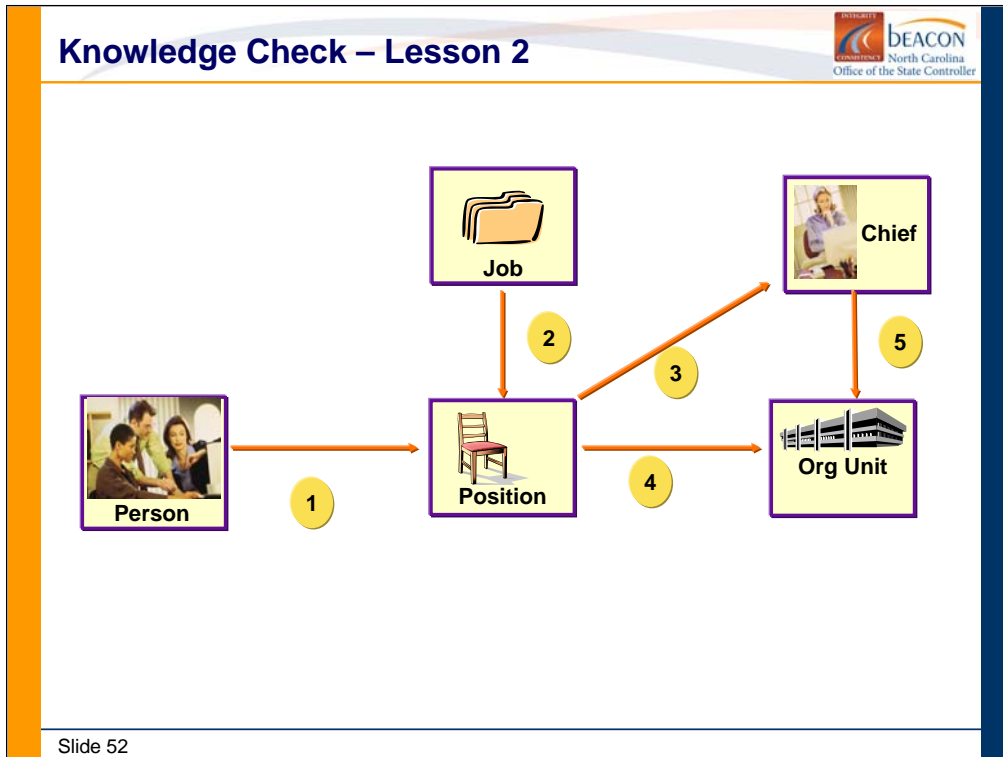 Knowledge Check – Lesson 2
INTEGRITY
CONSISTENCY
bEACON
North Carolina
Office of the State Controller
Job
Chief
2
5
3
Person
1
Position
4
Org Unit
Slide 52